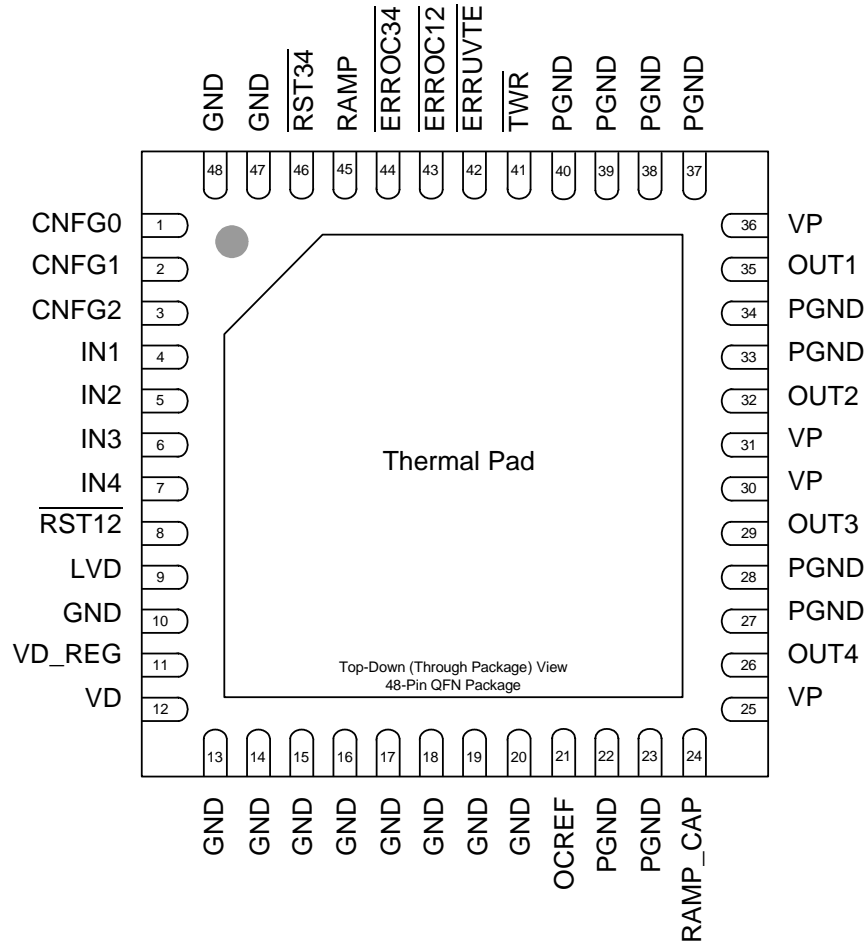 GND
GND
RST34
RAMP
ERROC34
ERROC12
ERRUVTE
TWR
PGND
PGND
PGND
PGND
48
47
46
45
44
43
42
41
40
39
38
37
CNFG0 1
CNFG1 2
CNFG2 3
IN1 4
IN2 5
IN3 6
IN4 7
RST12 8
LVD 9
GND 10
VD_REG 11
VD 12
36 VP
35 OUT1
34 PGND
33 PGND
32 OUT2
31 VP
30 VP
29 OUT3
28 PGND
27 PGND
26 OUT4
25 VP
Thermal Pad
Top-Down (Through Package) View
48-Pin QFN Package
13
14
15
16
17
18
19
20
21
22
23
24
GND
GND
GND
GND
GND
GND
GND
GND
OCREF
PGND
PGND
RAMP_CAP